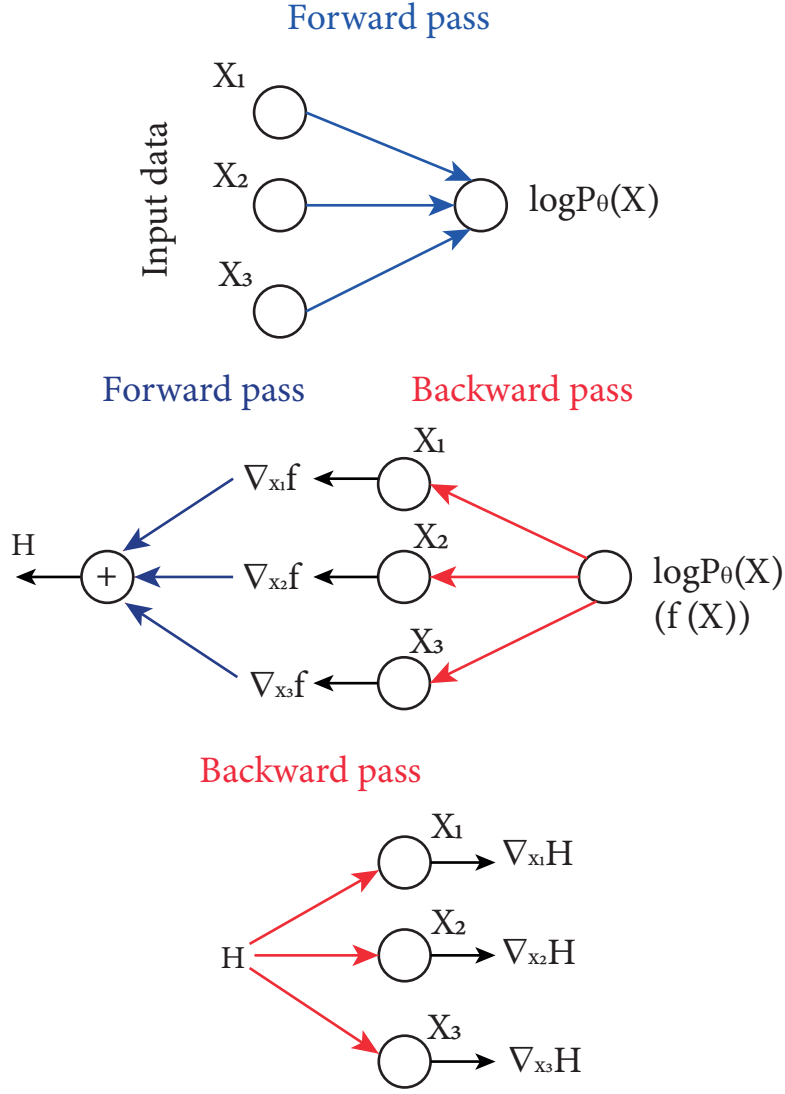 Forward pass
X₁
Input data
X₂
logPθ(X)
X₃
Forward pass
Backward pass
X₁
∇x₁f
H
X₂
+
∇x₂f
logPθ(X)
(f (X))
X₃
∇x₃f
Backward pass
X₁
∇x₁H
X₂
H
∇x₂H
X₃
∇x₃H